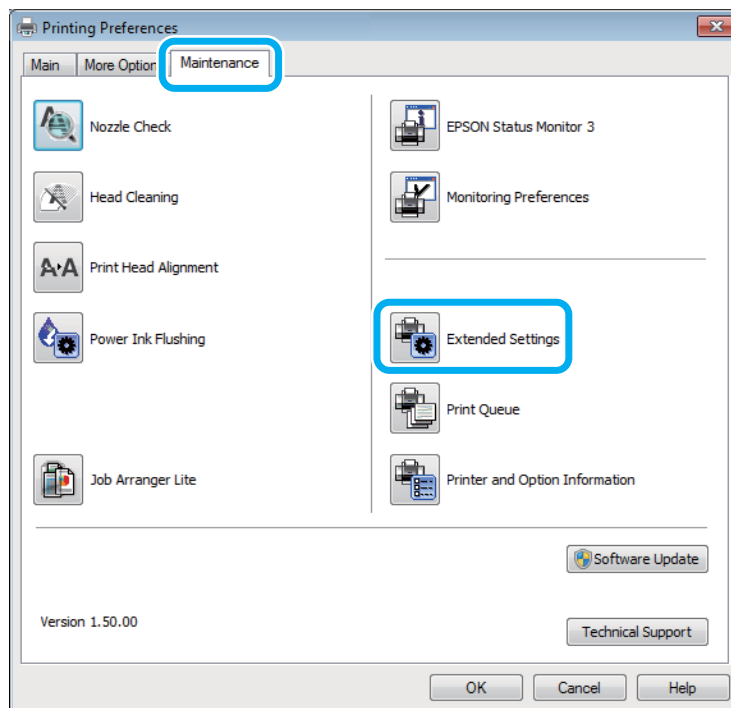 Printing Preferences
Main
More Option
Maintenance
Nozzle Check
EPSON Status Monitor 3
Head Cleaning
Monitoring Preferences
Print Head Alignment
Power Ink Flushing
Extended Settings
Print Queue
Job Arranger Lite
Printer and Option Information
Software Update
Version 1.50.00
Technical Support
OK
Cancel
Help